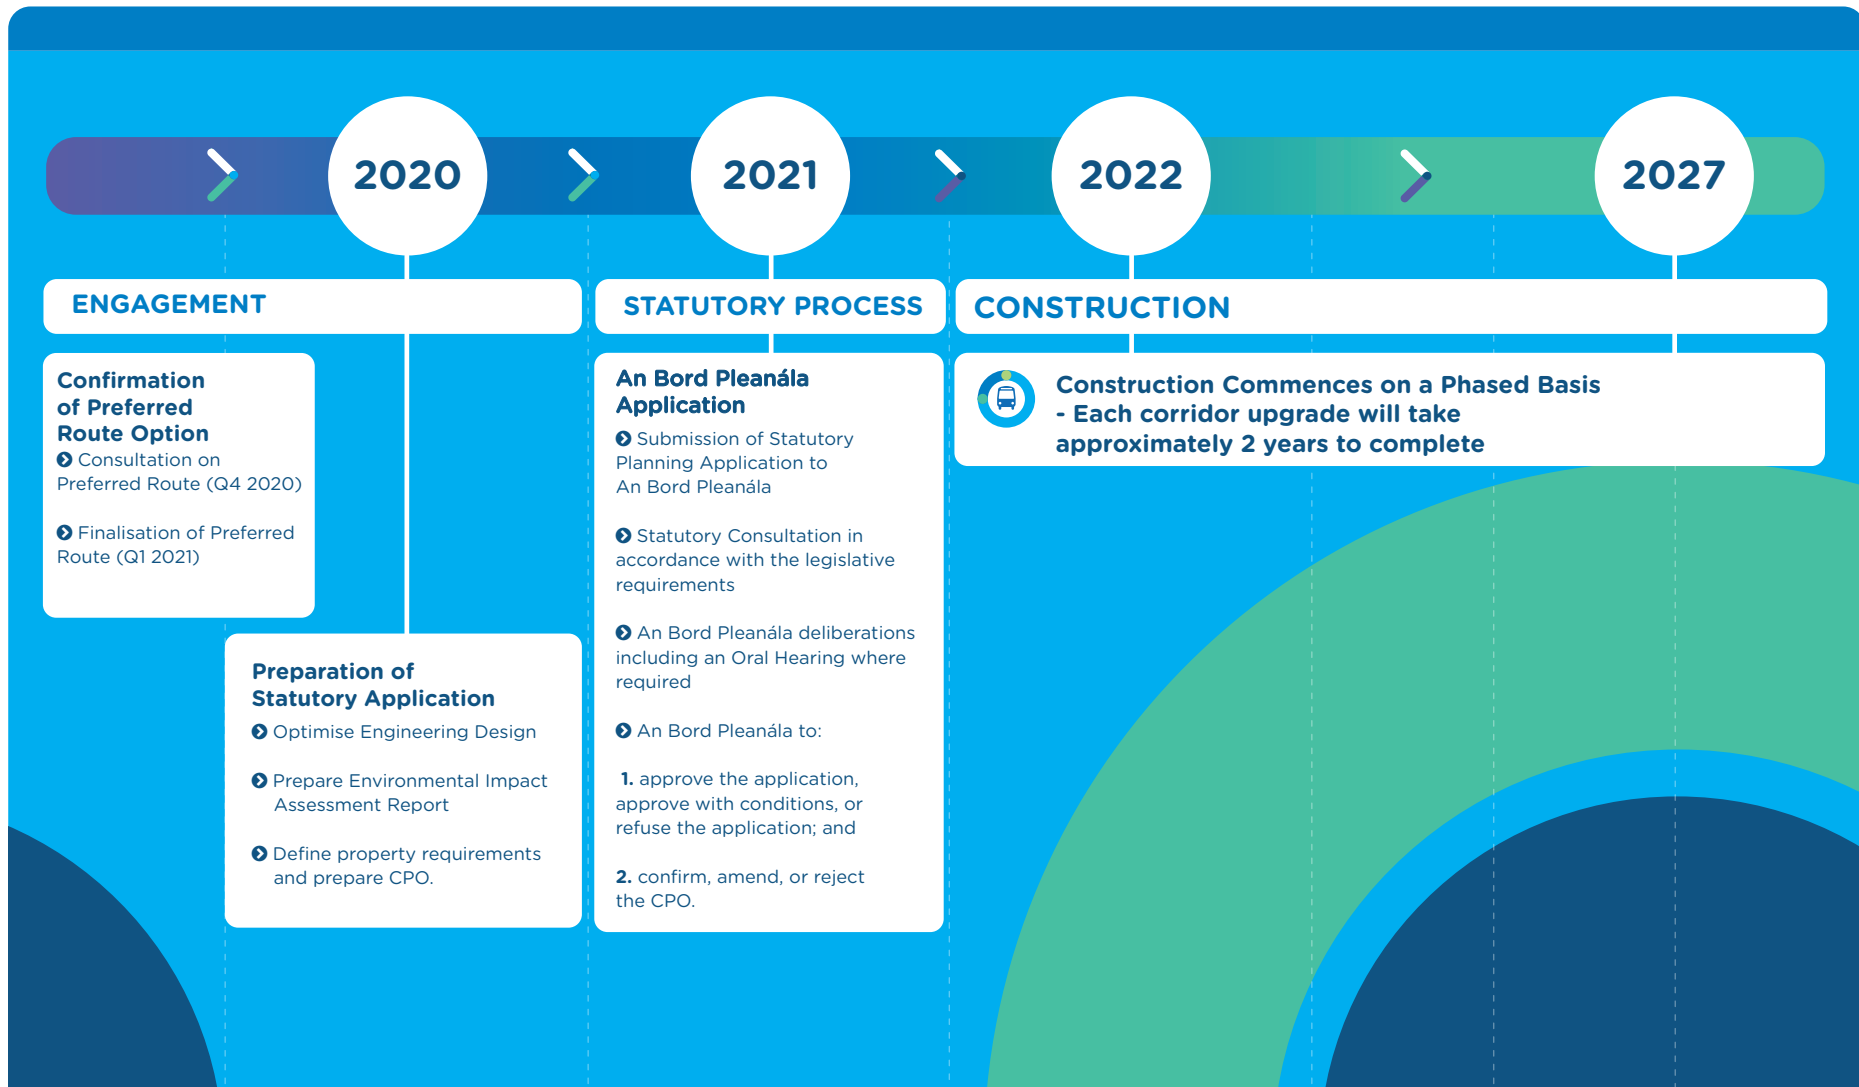 2020
2021
2022
2027
ENGAGEMENT
STATUTORY PROCESS
CONSTRUCTION
Confirmation
of Preferred
Route Option
Consultation on
Preferred Route (Q4 2020)
Finalisation of Preferred
Route (Q1 2021)
Preparation of
Statutory Application
Optimise Engineering Design
Prepare Environmental Impact
Assessment Report
Define property requirements
and prepare CPO.
An Bord Pleanála
Application
Submission of Statutory
Planning Application to
An Bord Pleanála
Statutory Consultation in
accordance with the legislative
requirements
An Bord Pleanála deliberations
including an Oral Hearing where
required
An Bord Pleanála to:
1. approve the application,
approve with conditions, or
refuse the application; and
2. confirm, amend, or reject
the CPO.
Construction Commences on a Phased Basis
- Each corridor upgrade will take
approximately 2 years to complete